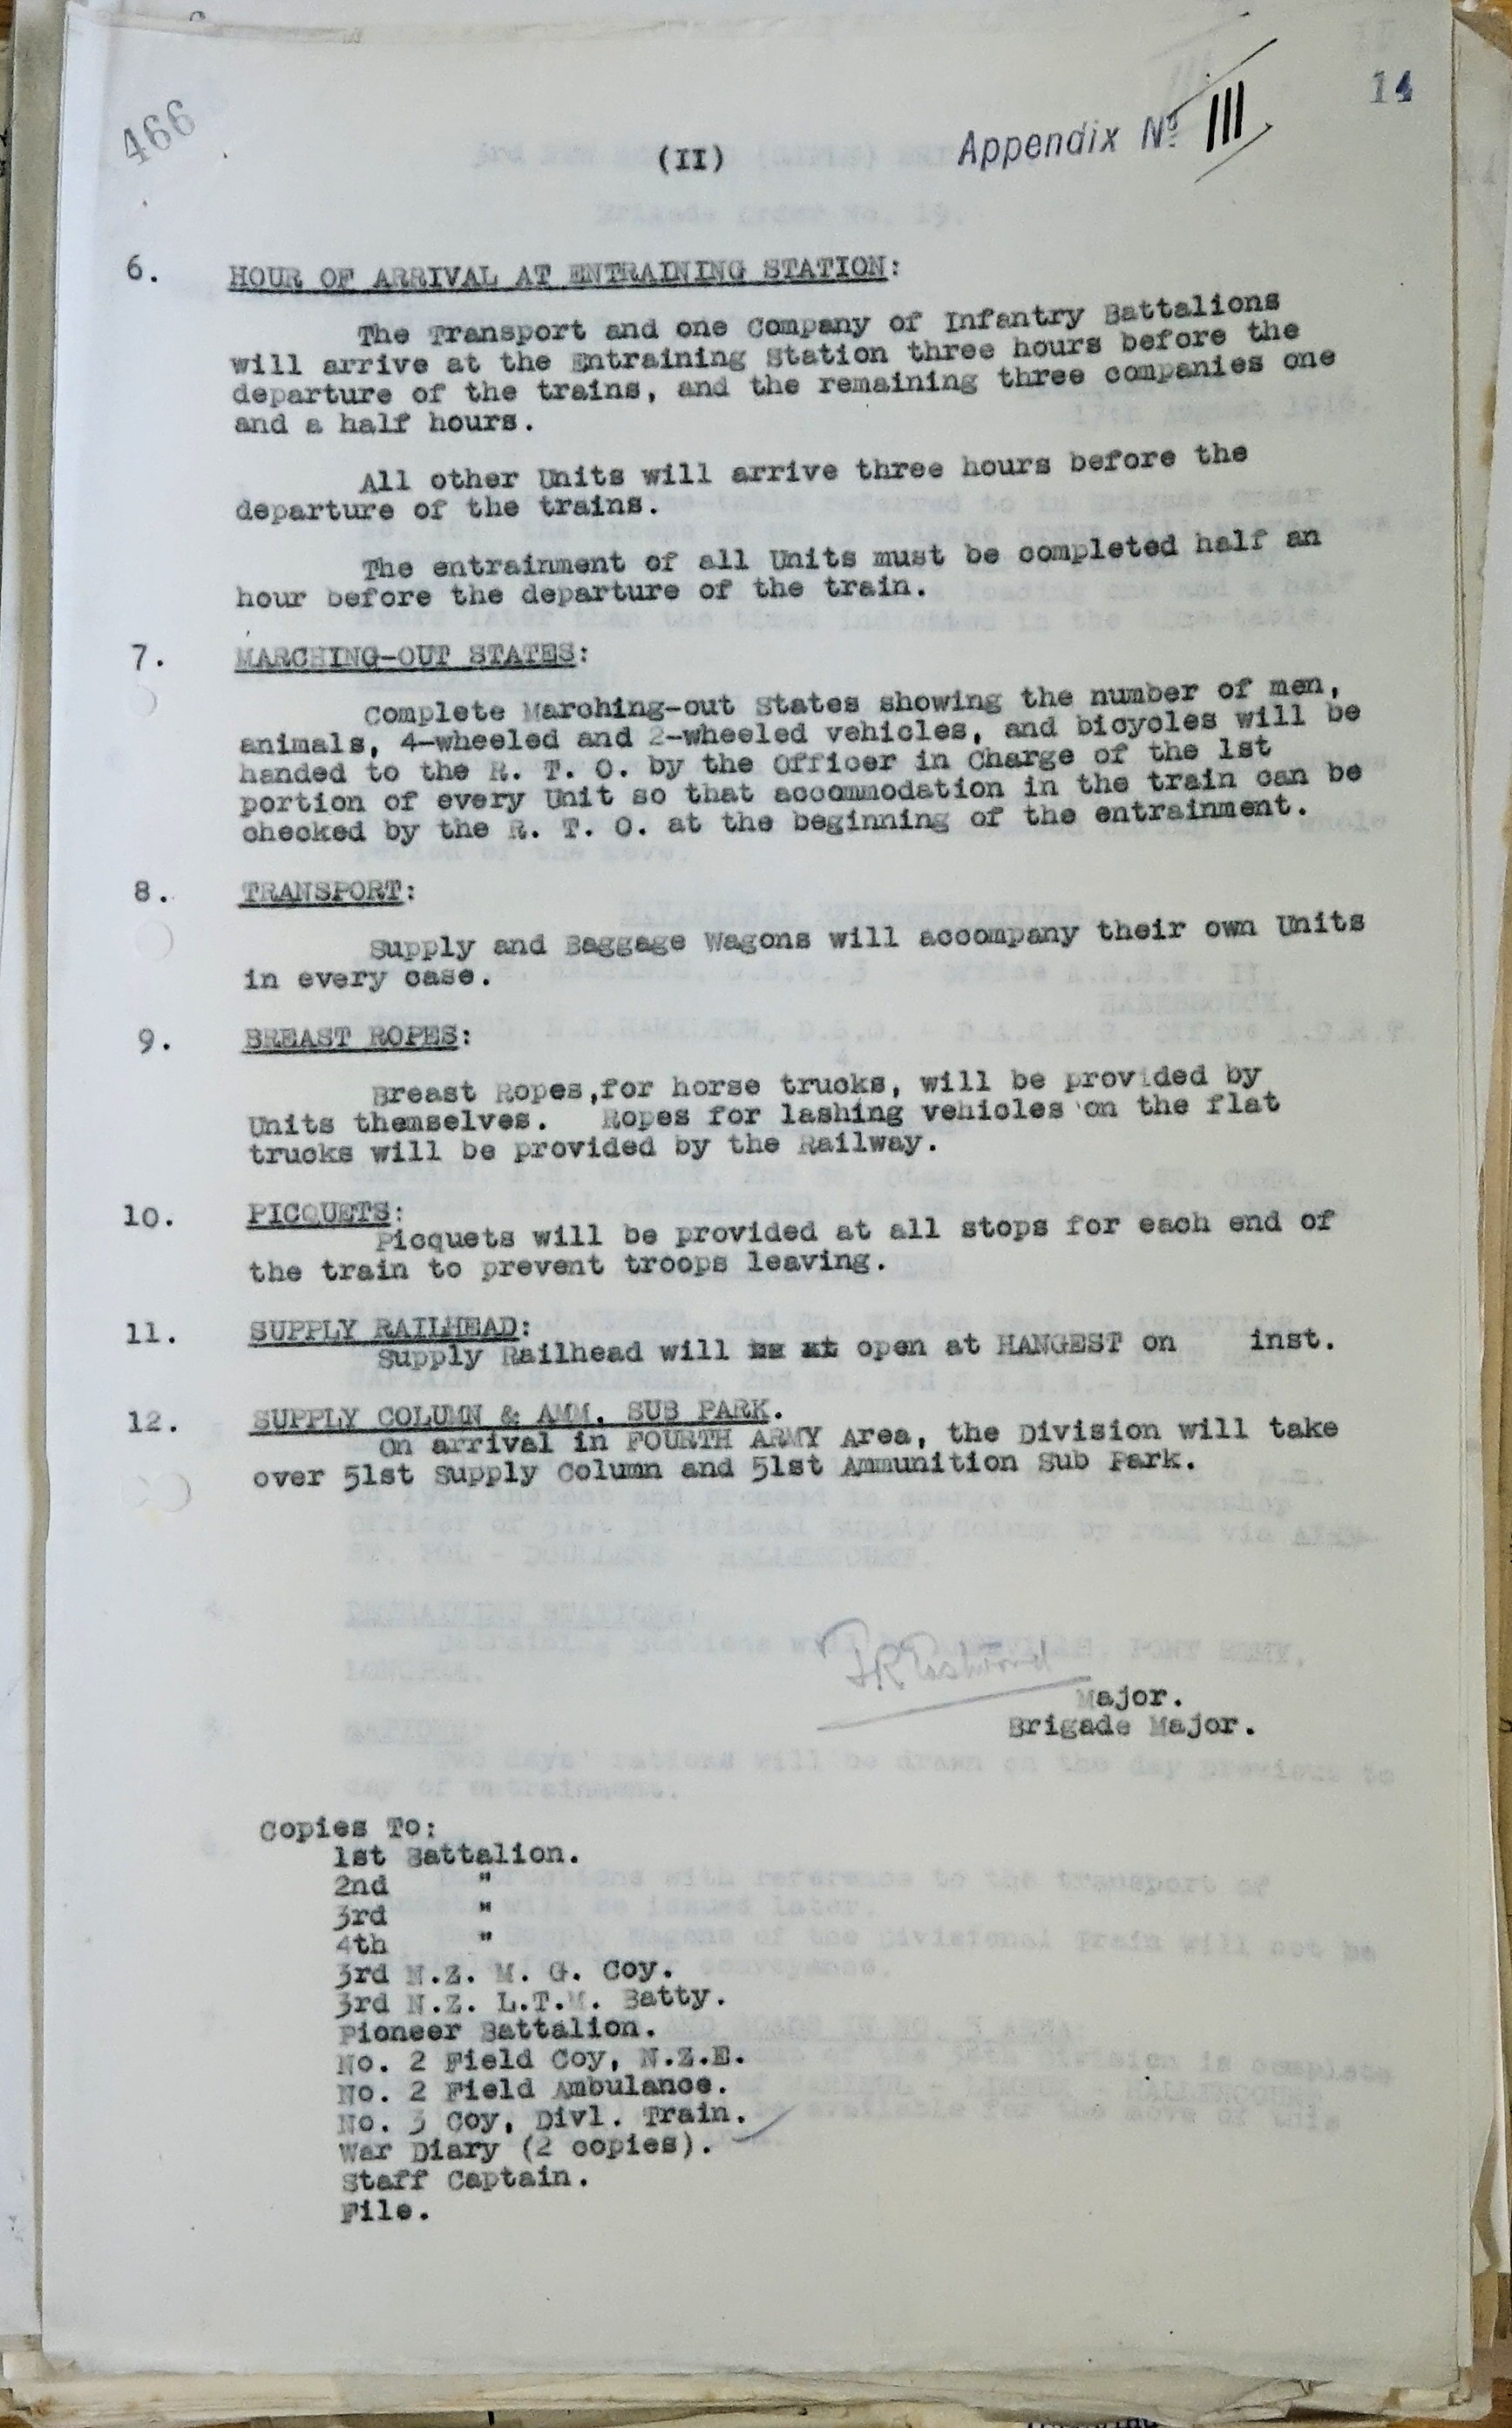 14
466
(II)
Appendix Nº III
6. HOUR OF ARRIVAL AT ENTRAINING STATION:
The Transport and one Company of Infantry Battalions
will arrive at the Entraining Station three hours before the
departure of the trains, and the remaining three companies one
and a half hours.
All other Units will arrive three hours before the
departure of the trains.
The entrainment of all Units must be completed half an
hour before the departure of the train.
7. MARCHING-OUT STATES:
Complete Marching-out States showing the number of men,
animals, 4-wheeled and 2-wheeled vehicles, and bicycles will be
handed to the R. T. O. by the Officer in Charge of the 1st
portion of every Unit so that accommodation in the train can be
checked by the R. T. O. at the beginning of the entrainment.
8. TRANSPORT:
Supply and Baggage Wagons will accompany their own Units
in every case.
9. BREAST ROPES:
Breast Ropes,for horse trucks, will be provided by
Units themselves. Ropes for lashing vehicles on the flat
trucks will be provided by the Railway.
10. PICQUETS:
Picquets will be provided at all stops for each end of
the train to prevent troops leaving.
11. SUPPLY RAILHEAD:
Supply Railhead will be at open at HANGEST on inst.
12. SUPPLY COLUMN & AMM. SUB PARK.
On arrival in FOURTH ARMY Area, the Division will take
over 51st Supply Column and 51st Ammunition Sub Park.
Major.
Brigade Major.
Copies To:
1st Battalion.
2nd "
3rd "
4th "
3rd N.Z. M. G. Coy.
3rd N.Z. L.T.M. Batty.
Pioneer Battalion.
No. 2 Field Coy, N.Z.E.
No. 2 Field Ambulance.
No. 3 Coy, Divl. Train.
War Diary (2 copies).
Staff Captain.
File.